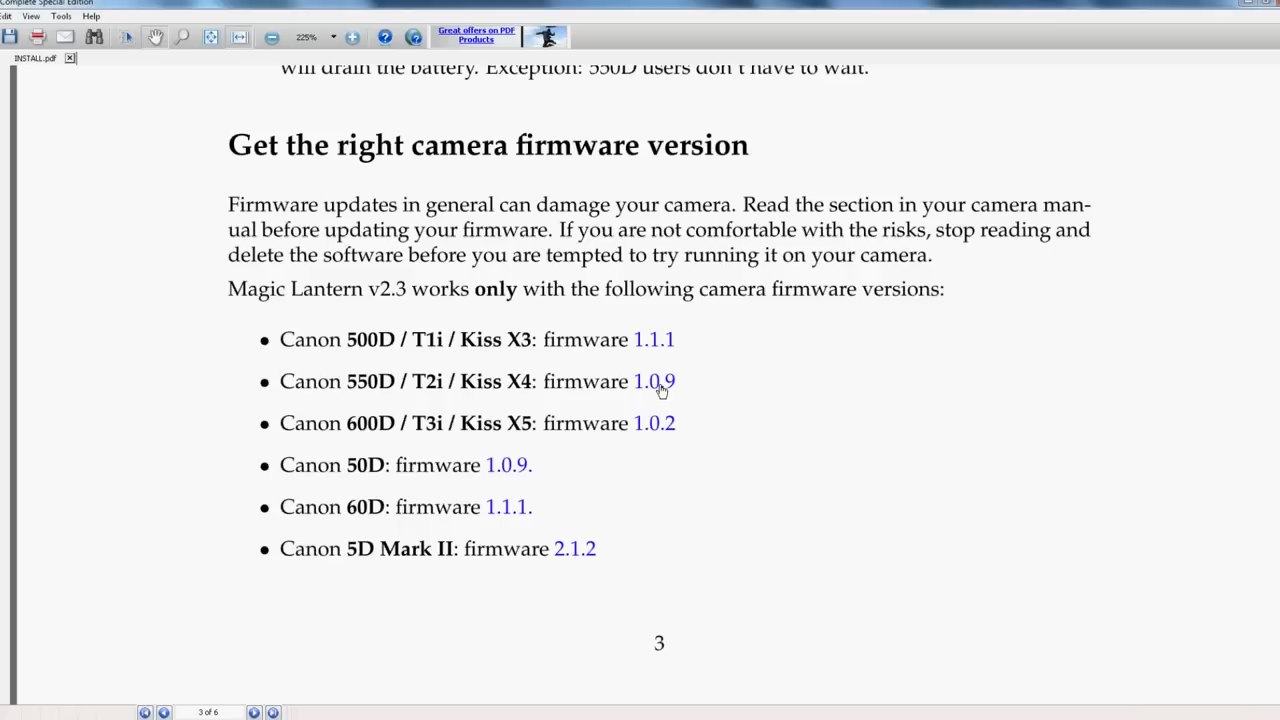 Complete Special Edition
Edit View Tools Help
225%
Great offers on PDF
Products
INSTALL.pdf
will drain the battery. Exception: 550D users don't have to wait.
Get the right camera firmware version
Firmware updates in general can damage your camera. Read the section in your camera man-
ual before updating your firmware. If you are not comfortable with the risks, stop reading and
delete the software before you are tempted to try running it on your camera.
Magic Lantern v2.3 works only with the following camera firmware versions:
• Canon 500D / T1i / Kiss X3: firmware 1.1.1
• Canon 550D / T2i / Kiss X4: firmware 1.0.9
• Canon 600D / T3i / Kiss X5: firmware 1.0.2
• Canon 50D: firmware 1.0.9.
• Canon 60D: firmware 1.1.1.
• Canon 5D Mark II: firmware 2.1.2
3
3 of 6